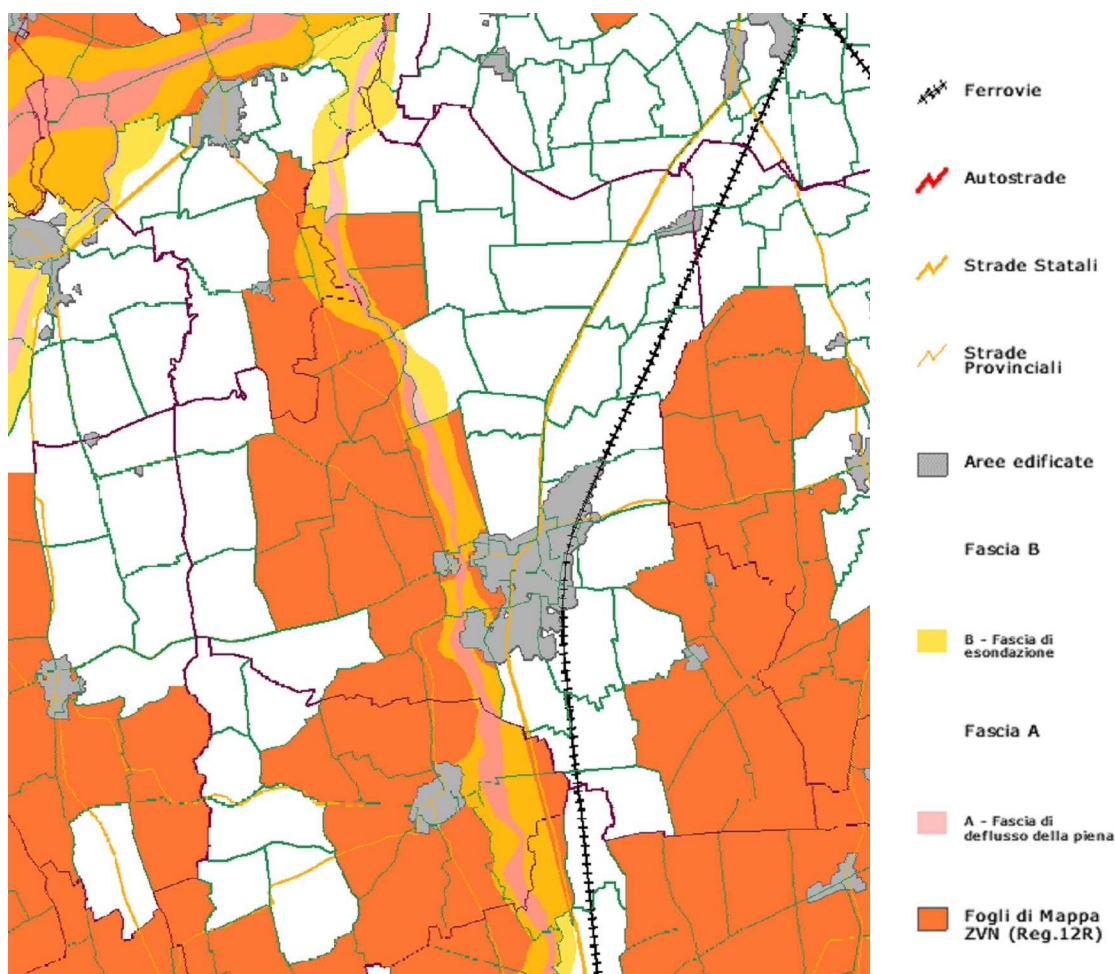 Ferrovie
Autostrade
Strade Statali
Strade
Provinciali
Aree edificate
Fascia B
B - Fascia di
esondazione
Fascia A
A - Fascia di
deflusso della piena
Fogli di Mappa
ZVN (Reg.12R)